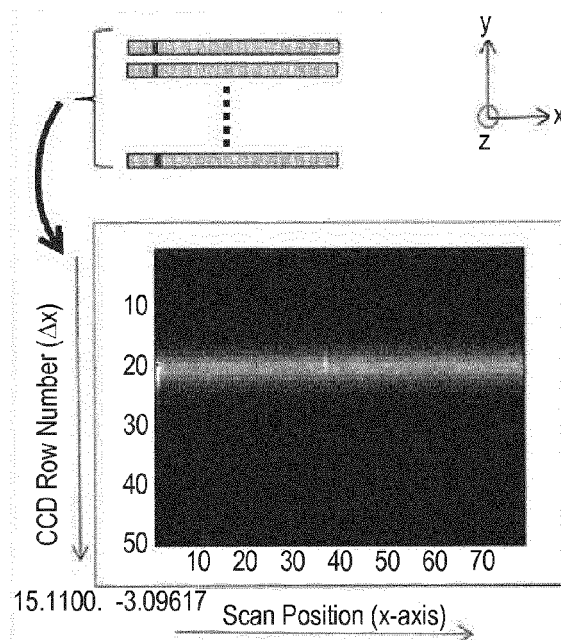 y
x
z
CCD Row Number (Δx)
10
20
30
40
50
10 20 30 40 50 60 70
15.1100. -3.09617
Scan Position (x-axis)